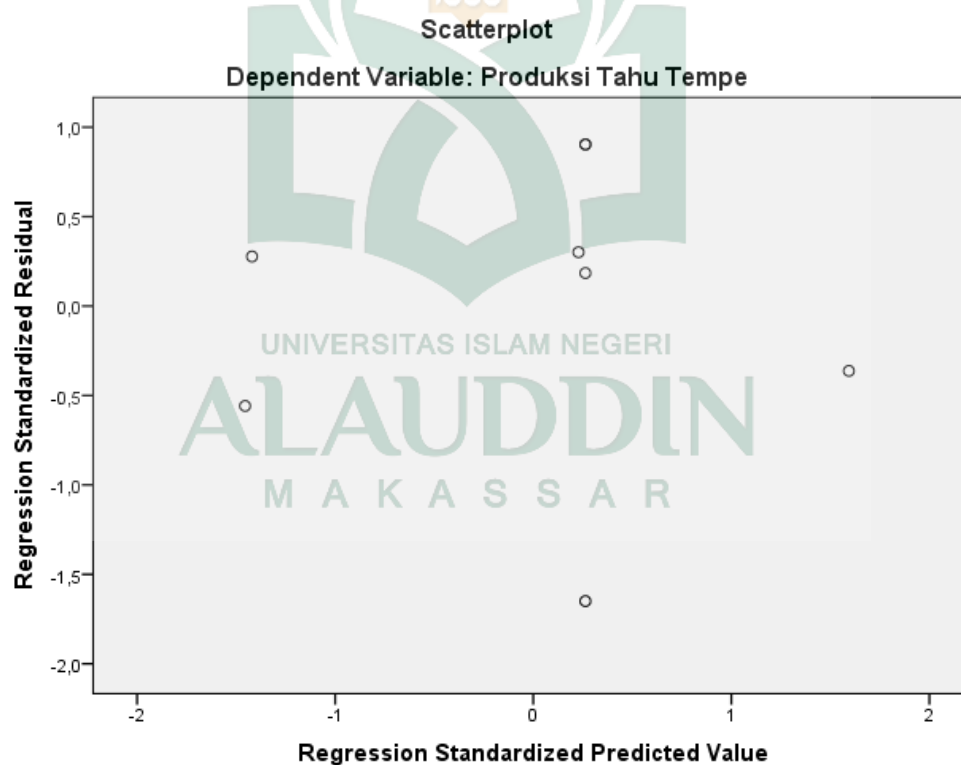 Scatterplot
Dependent Variable: Produksi Tahu Tempe
Regression Standardized Residual
1,0
0,5
0,0
-0,5
-1,0
-1,5
-2,0
UNIVERSITAS ISLAM NEGERI
ALAUDDIN
MAKASSAR
-2 -1 0 1 2
Regression Standardized Predicted Value